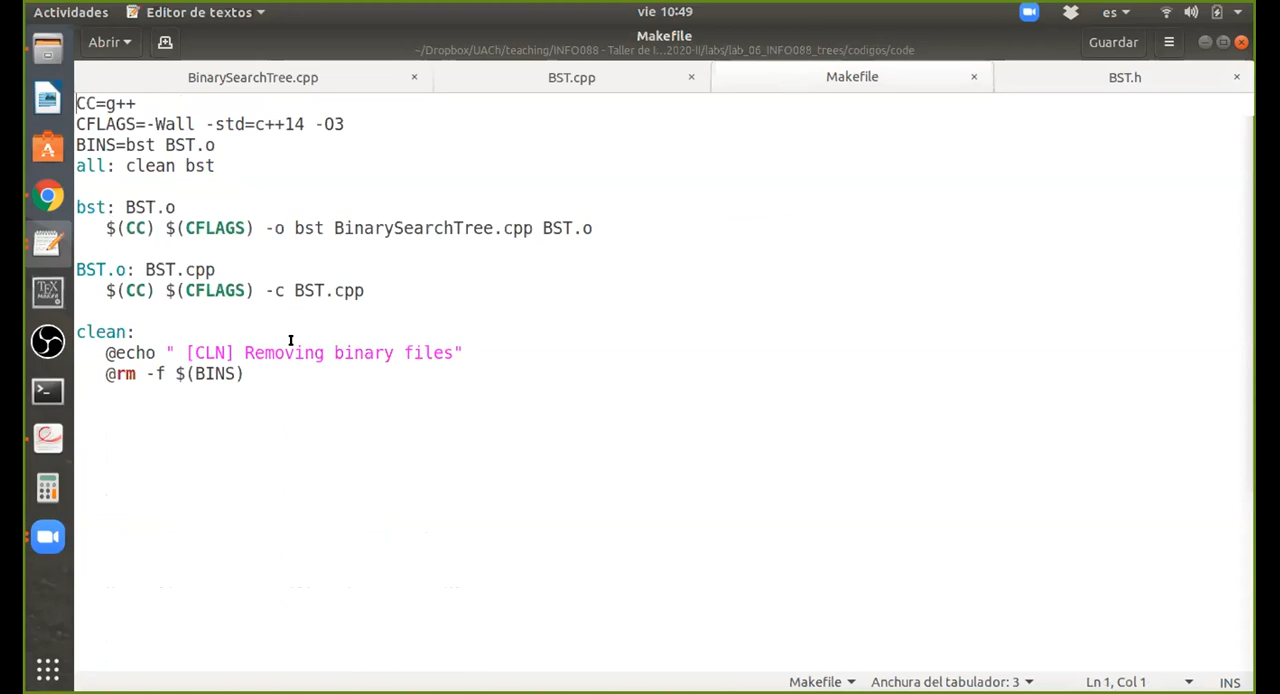 Actividades
Editor de textos
vie 10:49
es
Abrir
Makefile
~/Dropbox/UACh/teaching/INFO088 - Taller de I...2020-II/labs/lab_06_INFO088_trees/codigos/code
Guardar
BinarySearchTree.cpp ×
BST.cpp ×
Makefile ×
BST.h ×
CC=g++
CFLAGS=-Wall -std=c++14 -O3
BINS=bst BST.o
all: clean bst
bst: BST.o
$(CC) $(CFLAGS) -o bst BinarySearchTree.cpp BST.o
BST.o: BST.cpp
$(CC) $(CFLAGS) -c BST.cpp
clean:
@echo " [CLN] Removing binary files"
@rm -f $(BINS)
Makefile
Anchura del tabulador: 3
Ln 1, Col 1
INS